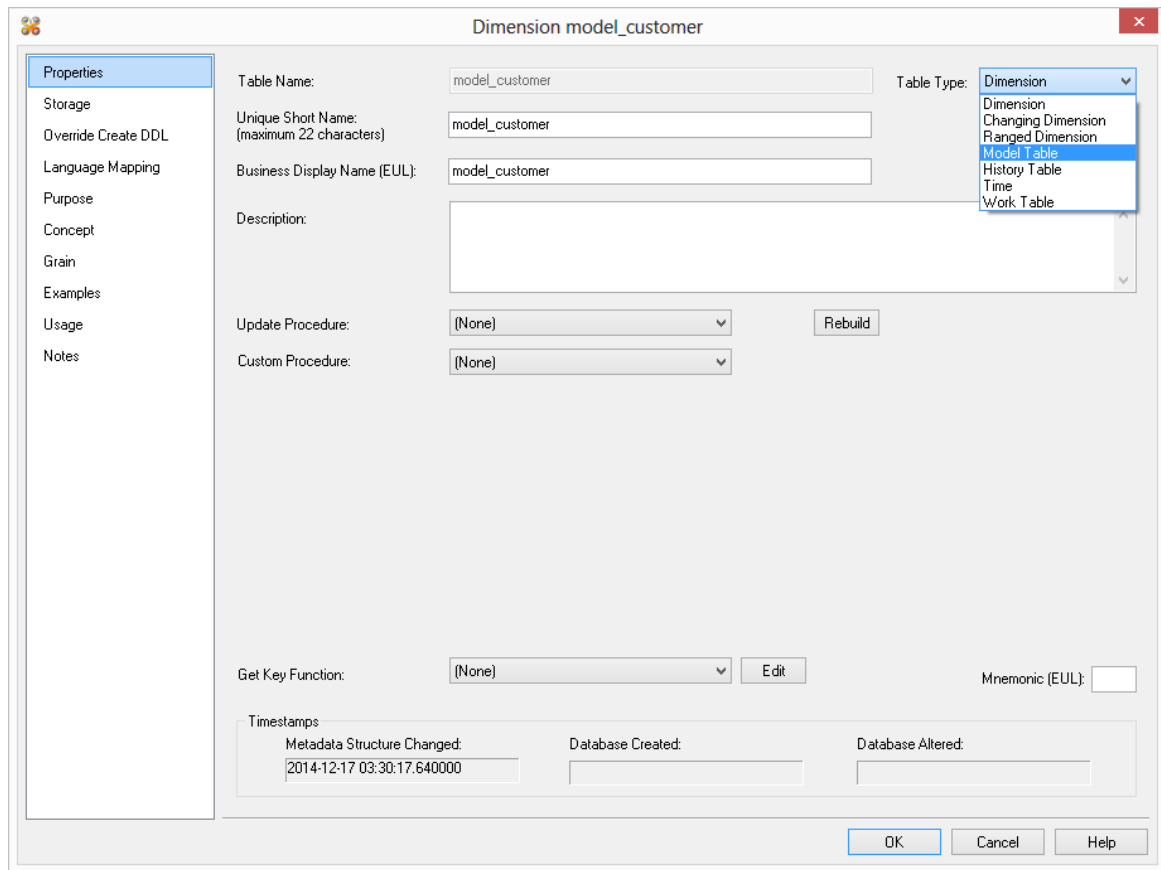 Dimension model_customer
Properties
Storage
Override Create DDL
Language Mapping
Purpose
Concept
Grain
Examples
Usage
Notes
Table Name: model_customer Table Type: Dimension
Dimension
Changing Dimension
Ranged Dimension
Model Table
History Table
Time
Work Table
Unique Short Name: model_customer
(maximum 22 characters)
Business Display Name (EUL): model_customer
Description:
Update Procedure: (None) Rebuild
Custom Procedure: (None)
Get Key Function: (None) Edit Mnemonic (EUL):
Timestamps
Metadata Structure Changed: Database Created: Database Altered:
2014-12-17 03:30:17.640000
OK Cancel Help